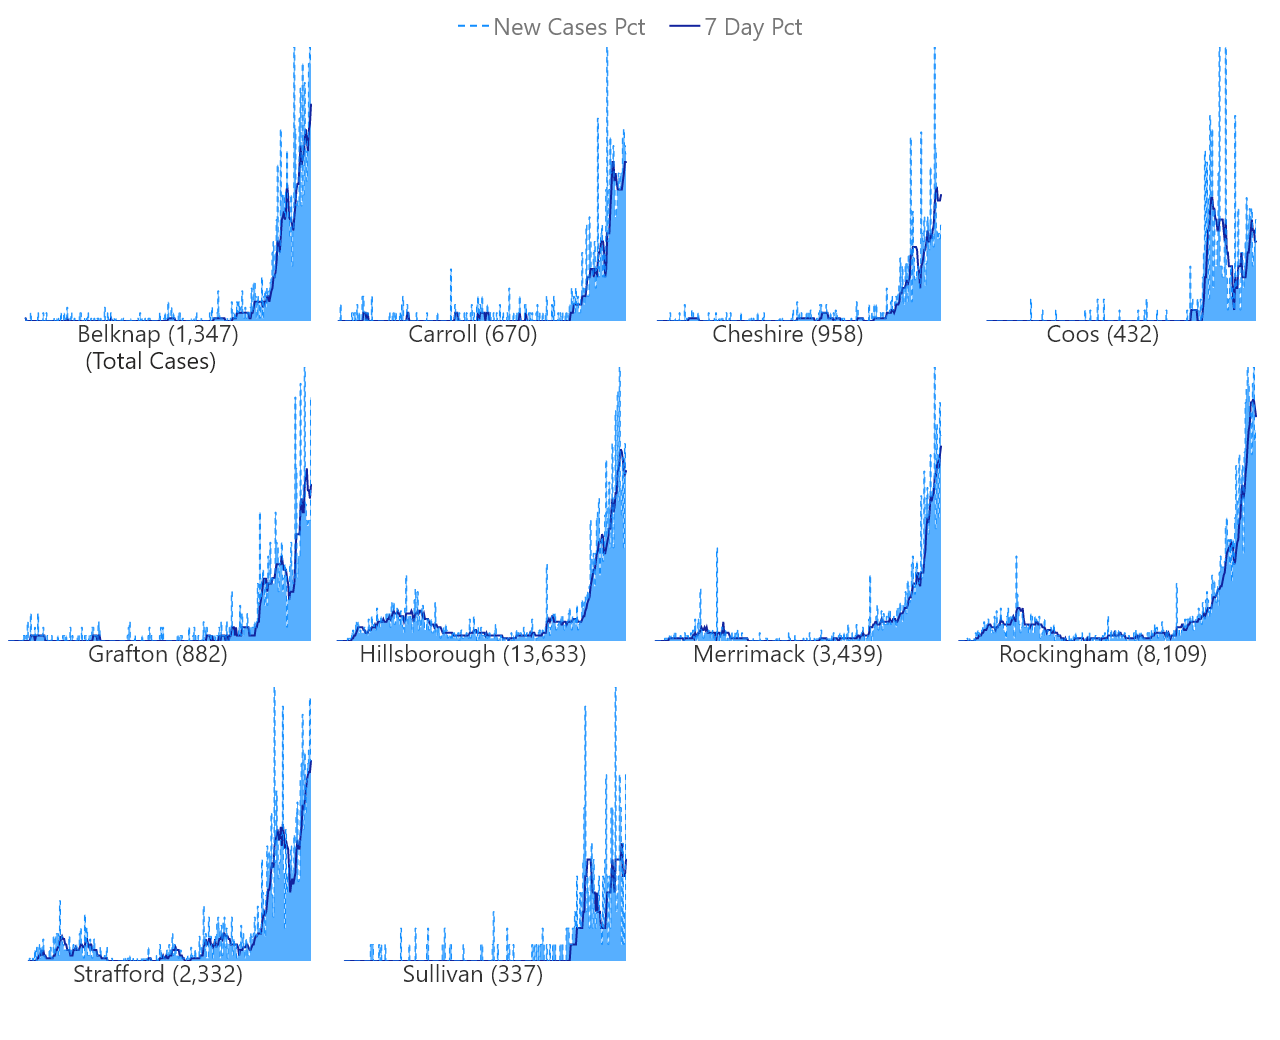 New Cases Pct 7 Day Pct
Belknap (1,347) Carroll (670) Cheshire (958) Coos (432)
(Total Cases)
Grafton (882) Hillsborough (13,633) Merrimack (3,439) Rockingham (8,109)
Strafford (2,332) Sullivan (337)